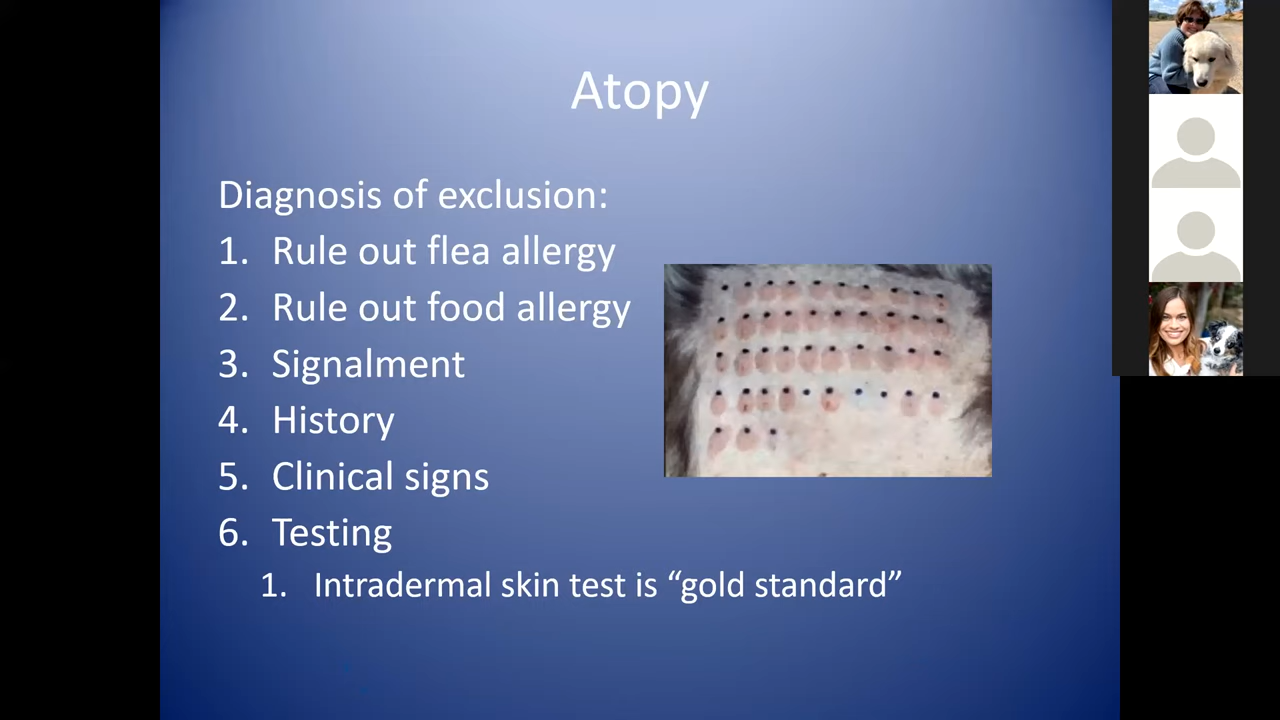 Atopy
Diagnosis of exclusion:
1. Rule out flea allergy
2. Rule out food allergy
3. Signalment
4. History
5. Clinical signs
6. Testing
1. Intradermal skin test is “gold standard”